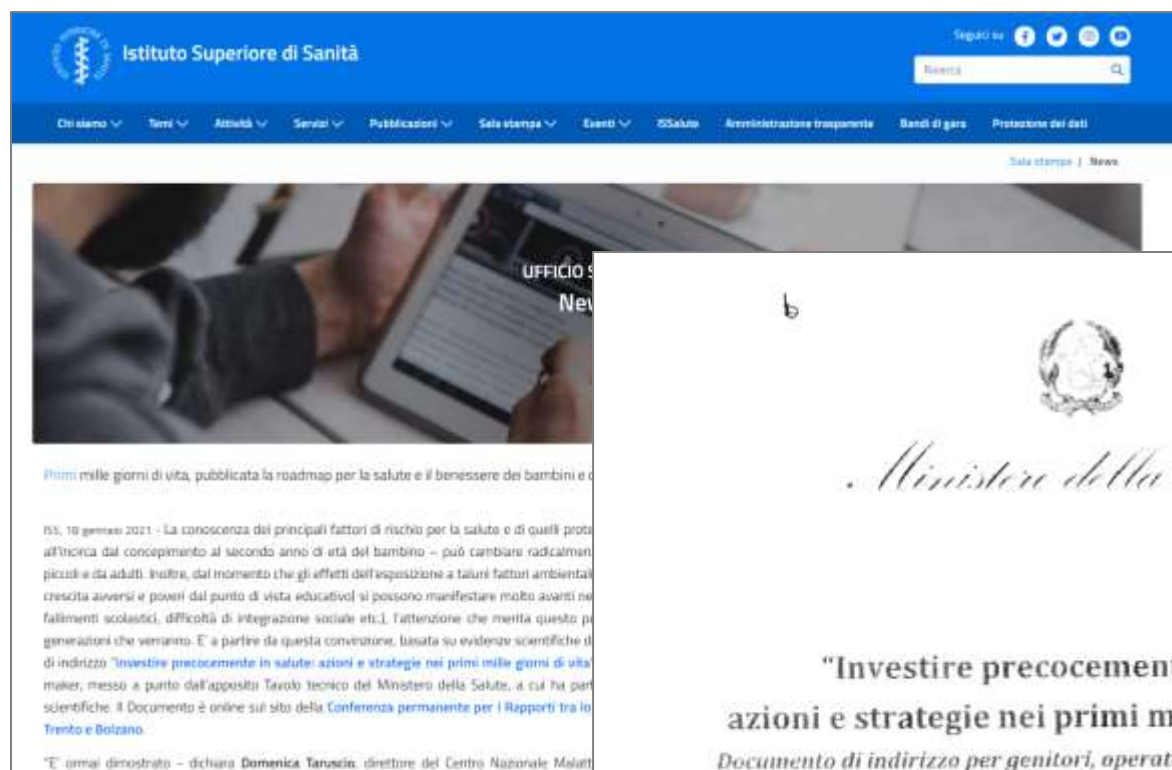 Istituto Superiore di Sanità
Seguici su
Ricerca
Chi siamo Temi Attività Servizi Pubblicazioni Sala stampa Eventi ISSalute Amministrazione trasparente Bandi di gara Protezione dei dati
Sala stampa | News
UFFICIO S
New
Primi mille giorni di vita, pubblicata la roadmap per la salute e il benessere dei bambini e d
ISS, 18 gennaio 2021 - La conoscenza dei principali fattori di rischio per la salute e di quelli prote
all'incirca dal concepimento al secondo anno di età del bambino – può cambiare radicalmen
piccoli e da adulti. Inoltre, dal momento che gli effetti dell'esposizione a taluni fattori ambiental
crescita avversi e poveri dal punto di vista educativo) si possono manifestare molto avanti ne
fallimenti scolastici, difficoltà di integrazione sociale etc.), l'attenzione che merita questo p
generazioni che verranno. E' a partire da questa convinzione, basata su evidenze scientifiche d
di indirizzo "Investire precocemente in salute: azioni e strategie nei primi mille giorni di vita"
maker, messo a punto dall'apposito Tavolo tecnico del Ministero della Salute, a cui ha part
scientifiche. Il Documento è online sul sito della Conferenza permanente per i Rapporti tra lo
Trento e Bolzano.
"E' ormai dimostrato – dichiara Domenica Taruscio, direttore del Centro Nazionale Malatt
Ministero della
"Investire precocement
azioni e strategie nei primi m
Documento di indirizzo per genitori, operat